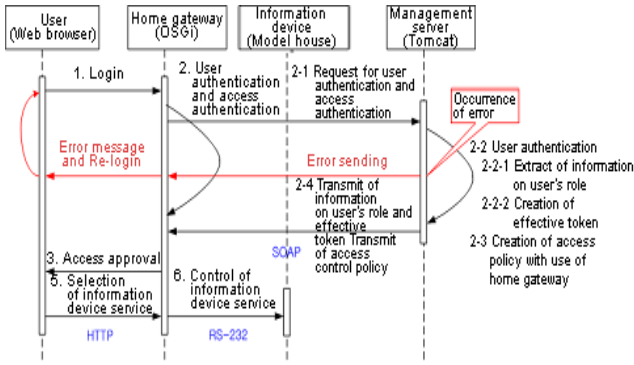 User
(Web browser)
Home gateway
(OSGi)
Information
device
(Model house)
Management
server
(Tomcat)
1. Login
2. User
authentication
and access
authentication
2-1 Request for user
authentication and
access
authentication
Occurrence
of error
Error message
and Re-login
Error sending
2-2 User authentication
2-2-1 Extract of information
on user's role
2-2-2 Creation of
effective token
2-3 Creation of access
policy with use of
home gateway
2-4 Transmit of
information
on user's role and
effective
token Transmit
of access
control policy
SOAP
3. Access approval
5. Selection
of information
device service
6. Control of
information
device service
HTTP
RS-232